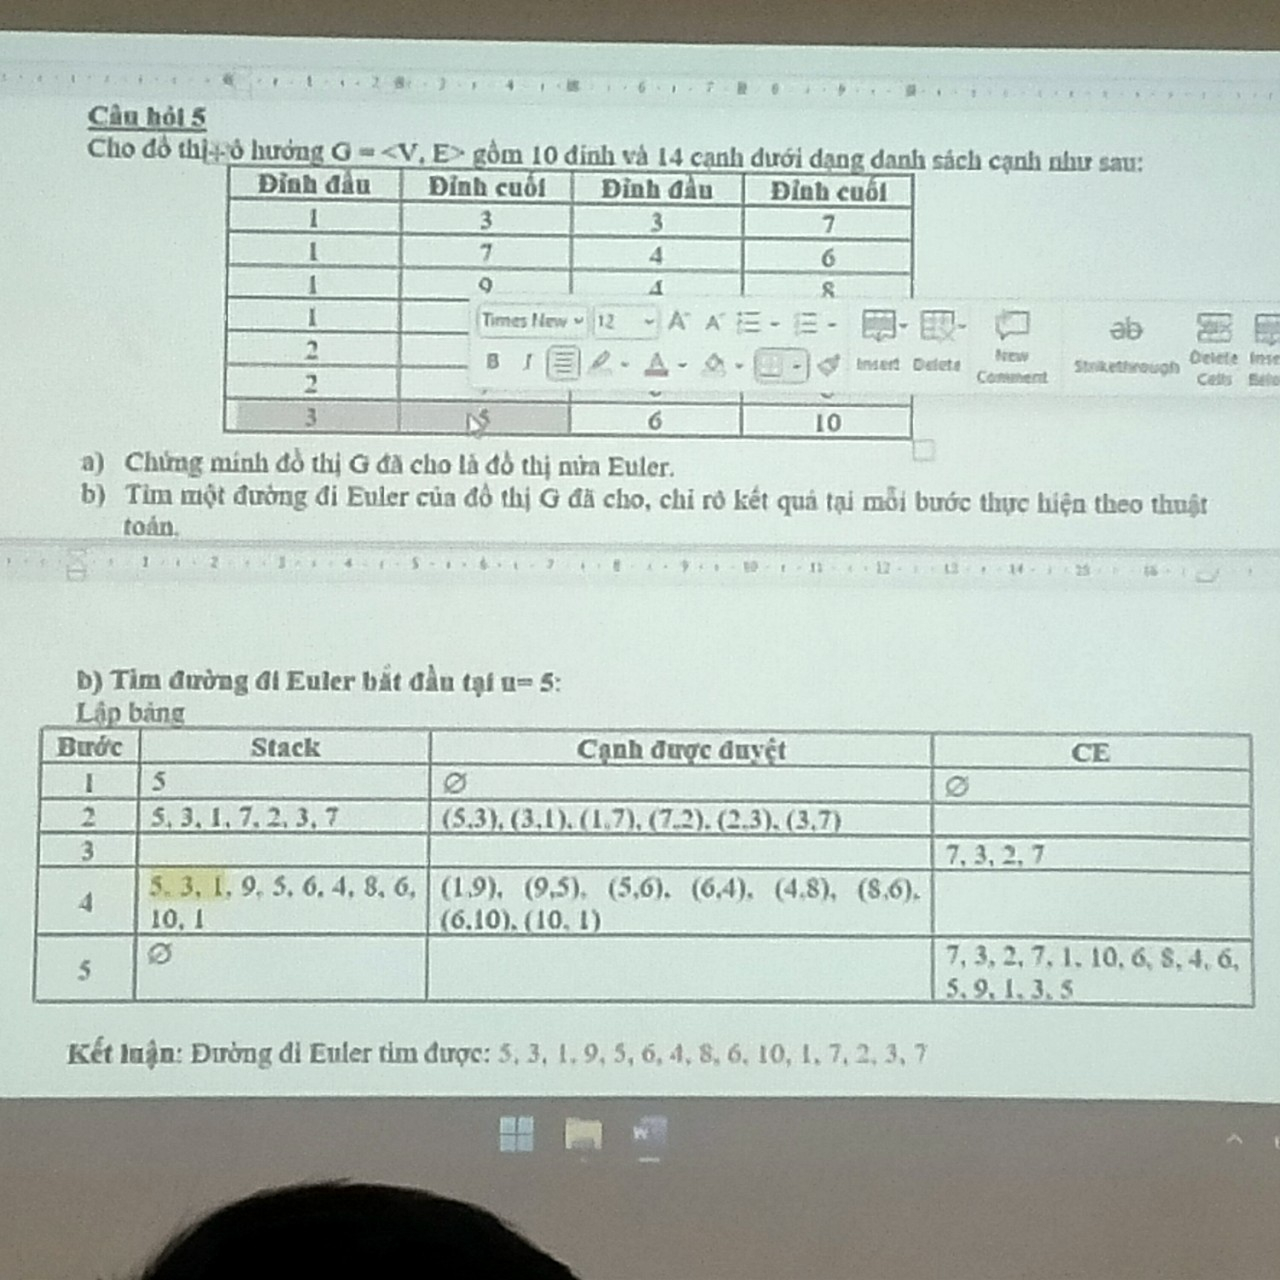 Câu hỏi 5
Cho đồ thị vô hướng G = <V, E> gồm 10 đỉnh và 14 cạnh dưới dạng danh sách cạnh như sau:
Đỉnh đầu Đỉnh cuối Đỉnh đầu Đỉnh cuối
1 3 3 7
1 7 4 6
1 9 4 8
1
2
2
3 5 6 10
Times New 12 A A
B I A Insert Delete New Comment ab Strikethrough Delete Cells
a) Chứng minh đồ thị G đã cho là đồ thị nửa Euler.
b) Tìm một đường đi Euler của đồ thị G đã cho, chỉ rõ kết quả tại mỗi bước thực hiện theo thuật
toán.
b) Tìm đường đi Euler bắt đầu tại u= 5:
Lập bảng
Bước Stack Cạnh được duyệt CE
1 5 ∅ ∅
2 5, 3, 1, 7, 2, 3, 7 (5,3), (3,1), (1,7), (7,2), (2,3), (3,7)
3 7, 3, 2, 7
4 5, 3, 1, 9, 5, 6, 4, 8, 6, (1,9), (9,5), (5,6), (6,4), (4,8), (8,6),
10, 1 (6,10), (10, 1)
5 ∅ 7, 3, 2, 7, 1, 10, 6, 8, 4, 6,
5, 9, 1, 3, 5
Kết luận: Đường đi Euler tìm được: 5, 3, 1, 9, 5, 6, 4, 8, 6, 10, 1, 7, 2, 3, 7